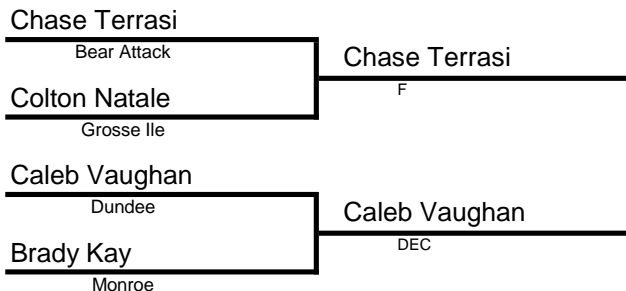 Chase Terrasi
Bear Attack
Chase Terrasi
F
Colton Natale
Grosse Ile
Caleb Vaughan
Dundee
Caleb Vaughan
DEC
Brady Kay
Monroe